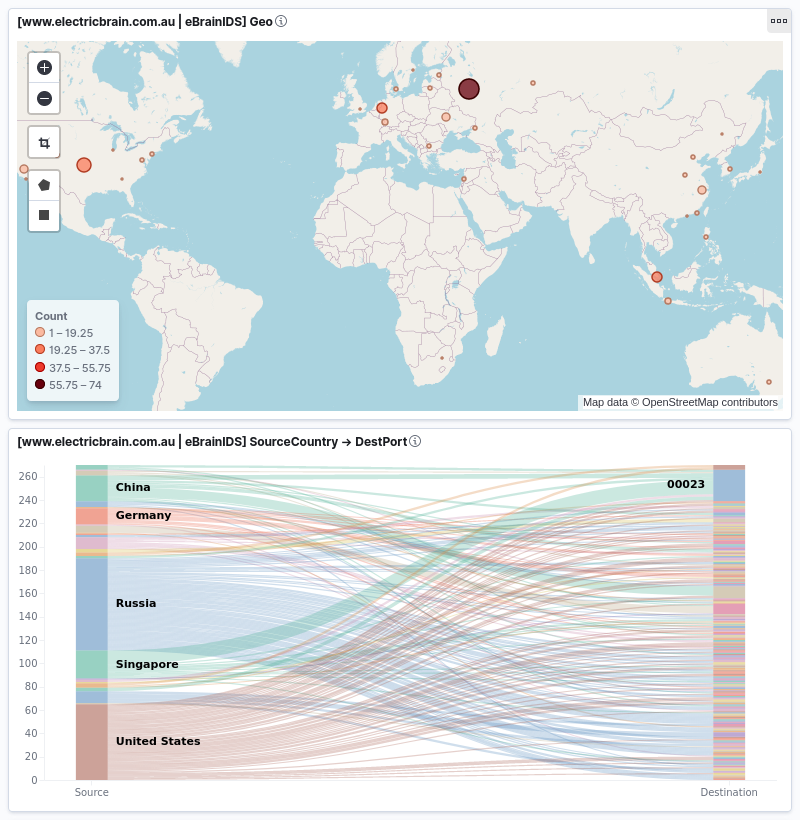 [www.electricbrain.com.au | eBrainIDS] Geo
Count
1 – 19.25
19.25 – 37.5
37.5 – 55.75
55.75 – 74
Map data © OpenStreetMap contributors
[www.electricbrain.com.au | eBrainIDS] SourceCountry → DestPort
260
240
220
200
180
160
140
120
100
80
60
40
20
0
China
Germany
Russia
Singapore
United States
00023
Source
Destination